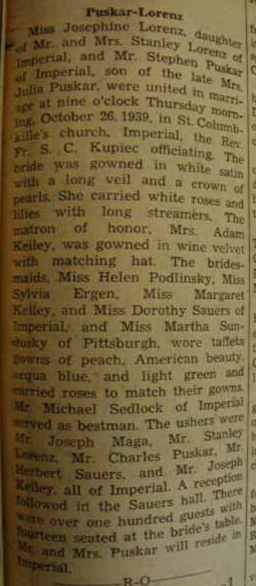 Puskar-Lorenz
Miss Josephine Lorenz, daughter
of Mr. and Mrs. Stanley Lorenz of
Imperial, and Mr. Stephen Puskar
of Imperial, son of the late Mrs.
Julia Puskar, were united in marri-
age at nine o'clock Thursday morn-
ing, October 26, 1939, in St. Columb-
kille's church, Imperial, the Rev.
Fr. S. C. Kupiec officiating. The
bride was gowned in white satin
with a long veil and a crown of
pearls. She carried white roses and
lilies with long streamers. The
matron of honor, Mrs. Adam
Kelley, was gowned in wine velvet
with matching hat. The brides-
maids, Miss Helen Podlinsky, Miss
Sylvia Ergen, Miss Margaret
Kelley, and Miss Dorothy Sauers of
Imperial, and Miss Martha Sun-
dusky of Pittsburgh, wore taffeta
gowns of peach, American beauty,
aqua blue, and light green and
carried roses to match their gowns.
Mr. Michael Sedlock of Imperial
served as bestman. The ushers were
Mr. Joseph Maga, Mr. Stanley
Lorenz, Mr. Charles Puskar, Mr.
Herbert Sauers, and Mr. Joseph
Kelley, all of Imperial. A reception
followed in the Sauers hall. There
were over one hundred guests with
fourteen seated at the bride's table.
Mr. and Mrs. Puskar will reside in
Imperial.